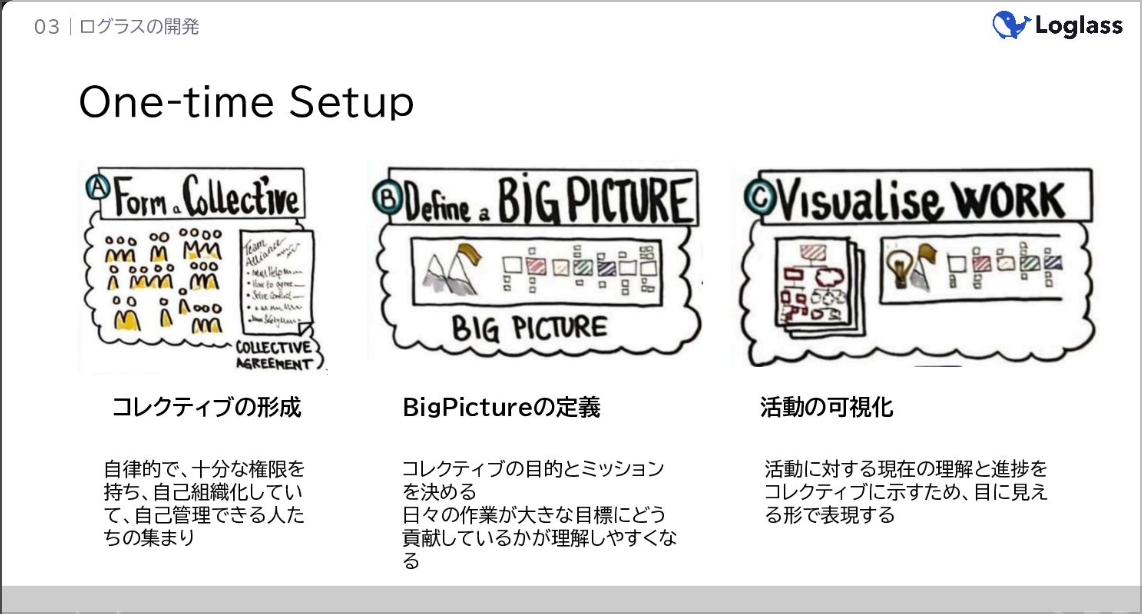 03｜ログラスの開発
Loglass
One-time Setup
A Form a Collective
Team
Alliance
COLLECTIVE
AGREEMENT
B Define a BIG PICTURE
BIG PICTURE
C Visualise WORK
コレクティブの形成
自律的で、十分な権限を
持ち、自己組織化してい
て、自己管理できる人た
ちの集まり
BigPictureの定義
コレクティブの目的とミッション
を決める
日々の作業が大きな目標にどう
貢献しているかが理解しやすくな
る
活動の可視化
活動に対する現在の理解と進捗を
コレクティブに示すため、目に見え
る形で表現する